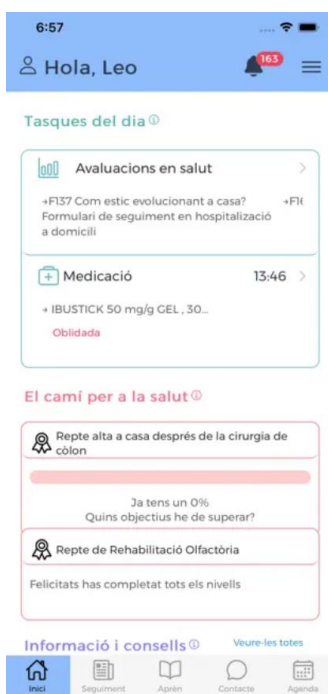 6:57
Hola, Leo
163
Tasques del dia
Avaluacions en salut
→F137 Com estic evolucionant a casa? →F1
Formulari de seguiment en hospitalizació
a domicili
Medicació 13:46
→ IBUSTICK 50 mg/g GEL , 30...
Oblidada
El camí per a la salut
Repte alta a casa després de la cirurgía de
còlon
Ja tens un 0%
Quins objectius he de superar?
Repte de Rehabilitació Olfactòria
Felicitats has completat tots els nivells
Informació i consells Veure-les totes
Inici Seguiment Aprèn Contacte Agenda